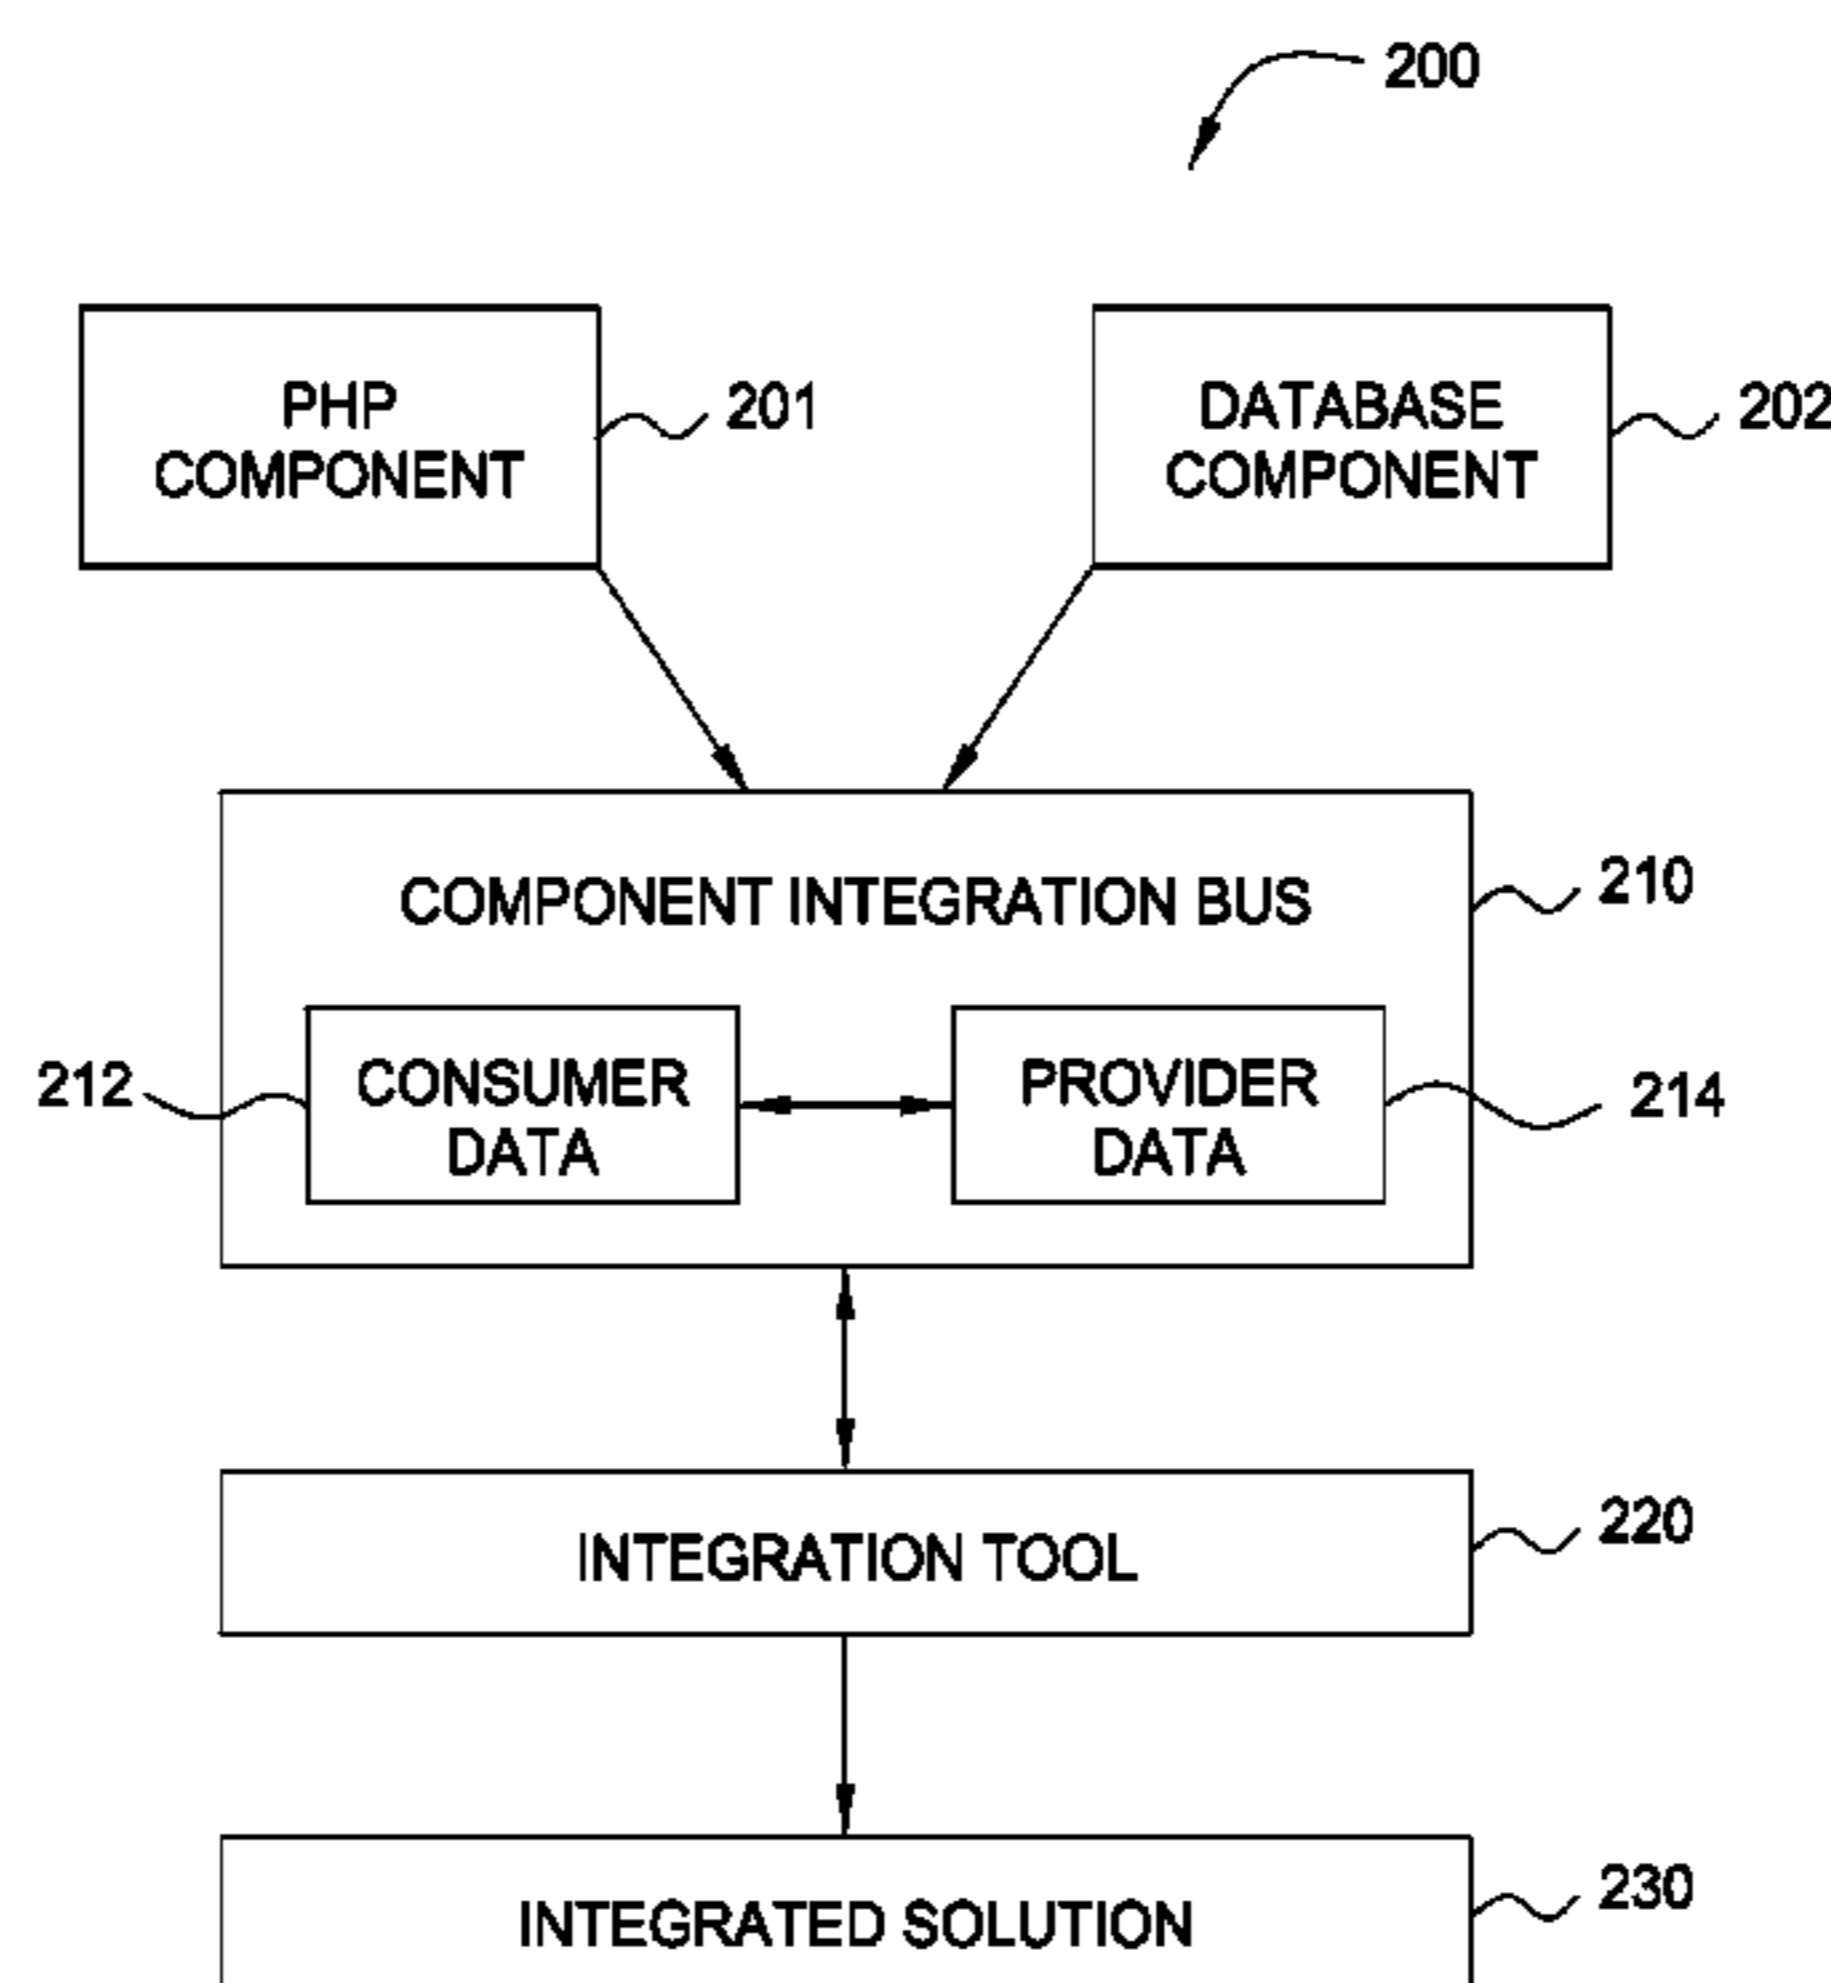 200
PHP
COMPONENT
201
DATABASE
COMPONENT
202
COMPONENT INTEGRATION BUS
210
212
CONSUMER
DATA
PROVIDER
DATA
214
INTEGRATION TOOL
220
INTEGRATED SOLUTION
230